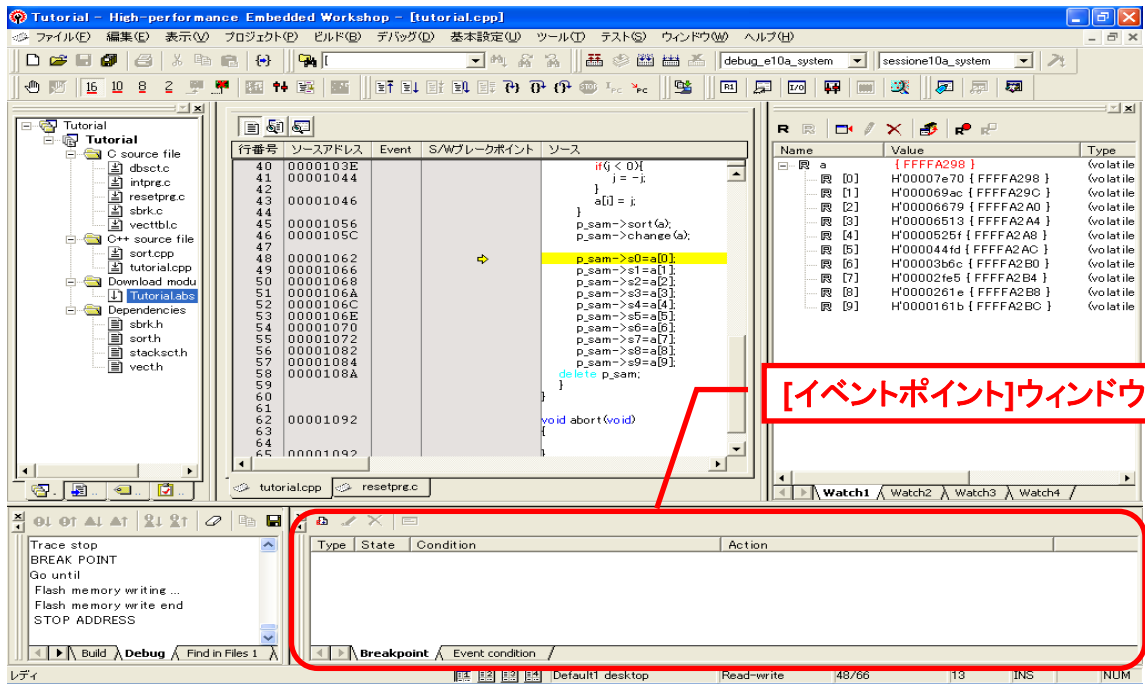 Tutorial - High-performance Embedded Workshop - [tutorial.cpp]
ファイル(F) 編集(E) 表示(V) プロジェクト(P) ビルド(B) デバッグ(D) 基本設定(U) ツール(T) テスト(S) ウィンドウ(W) ヘルプ(H)
[
debug_e10a_system
sessione10a_system
16 10 8 2
Tutorial
Tutorial
C source file
dbsct.c
intprg.c
resetprg.c
sbrk.c
vecttbl.c
C++ source file
sort.cpp
tutorial.cpp
Download modu
Tutorial.abs
Dependencies
sbrk.h
sort.h
stacksct.h
vect.h
行番号 ソースアドレス Event S/Wブレークポイント ソース
40 0000103E if(j < 0){
41 00001044 j = -j;
42 }
43 00001046 a[i] = j;
44 }
45 00001056 p_sam->sort(a);
46 0000105C p_sam->change(a);
47
48 00001062 p_sam->s0=a[0];
49 00001066 p_sam->s1=a[1];
50 00001068 p_sam->s2=a[2];
51 0000106A p_sam->s3=a[3];
52 0000106C p_sam->s4=a[4];
53 0000106E p_sam->s5=a[5];
54 00001070 p_sam->s6=a[6];
55 00001072 p_sam->s7=a[7];
56 00001082 p_sam->s8=a[8];
57 00001084 p_sam->s9=a[9];
58 0000108A delete p_sam;
59 }
60 }
61
62 00001092 void abort(void)
63 {
64
65 00001092 }
tutorial.cpp resetprg.c
Name Value Type
R a { FFFFA298 } (volatile
R [0] H'00007e70 { FFFFA298 } (volatile
R [1] H'000069ac { FFFFA29C } (volatile
R [2] H'00006679 { FFFFA2A0 } (volatile
R [3] H'00006513 { FFFFA2A4 } (volatile
R [4] H'0000525f { FFFFA2A8 } (volatile
R [5] H'000044fd { FFFFA2AC } (volatile
R [6] H'00003b6c { FFFFA2B0 } (volatile
R [7] H'00002fe5 { FFFFA2B4 } (volatile
R [8] H'0000261e { FFFFA2B8 } (volatile
R [9] H'0000161b { FFFFA2BC } (volatile
[イベントポイント]ウィンドウ
Watch1 Watch2 Watch3 Watch4
Trace stop
BREAK POINT
Go until
Flash memory writing ...
Flash memory write end
STOP ADDRESS
Build Debug Find in Files 1
Type State Condition Action
Breakpoint Event condition
レディ Default1 desktop Read-write 48/66 13 INS NUM